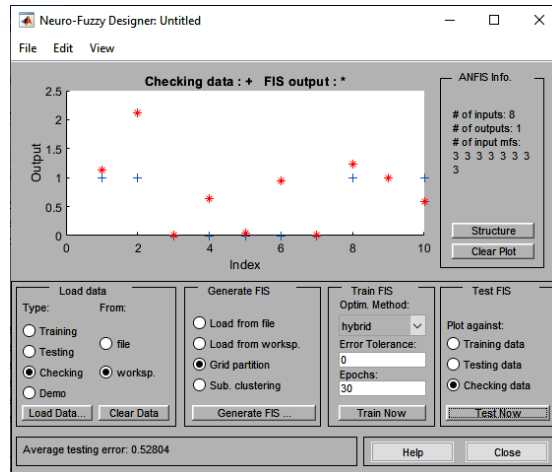 Neuro-Fuzzy Designer: Untitled
File Edit View
Checking data : + FIS output : *
Output
2.5
2
1.5
1
0.5
0
0 2 4 6 8 10
Index
ANFIS Info.
# of inputs: 8
# of outputs: 1
# of input mfs:
3 3 3 3 3 3 3
3
Structure
Clear Plot
Load data
Type: From:
Training
Testing
Checking
Demo
file
worksp.
Load Data... Clear Data
Generate FIS
Load from file
Load from worksp.
Grid partition
Sub. clustering
Generate FIS ...
Train FIS
Optim. Method:
hybrid
Error Tolerance:
0
Epochs:
30
Train Now
Test FIS
Plot against:
Training data
Testing data
Checking data
Test Now
Average testing error: 0.52804
Help Close